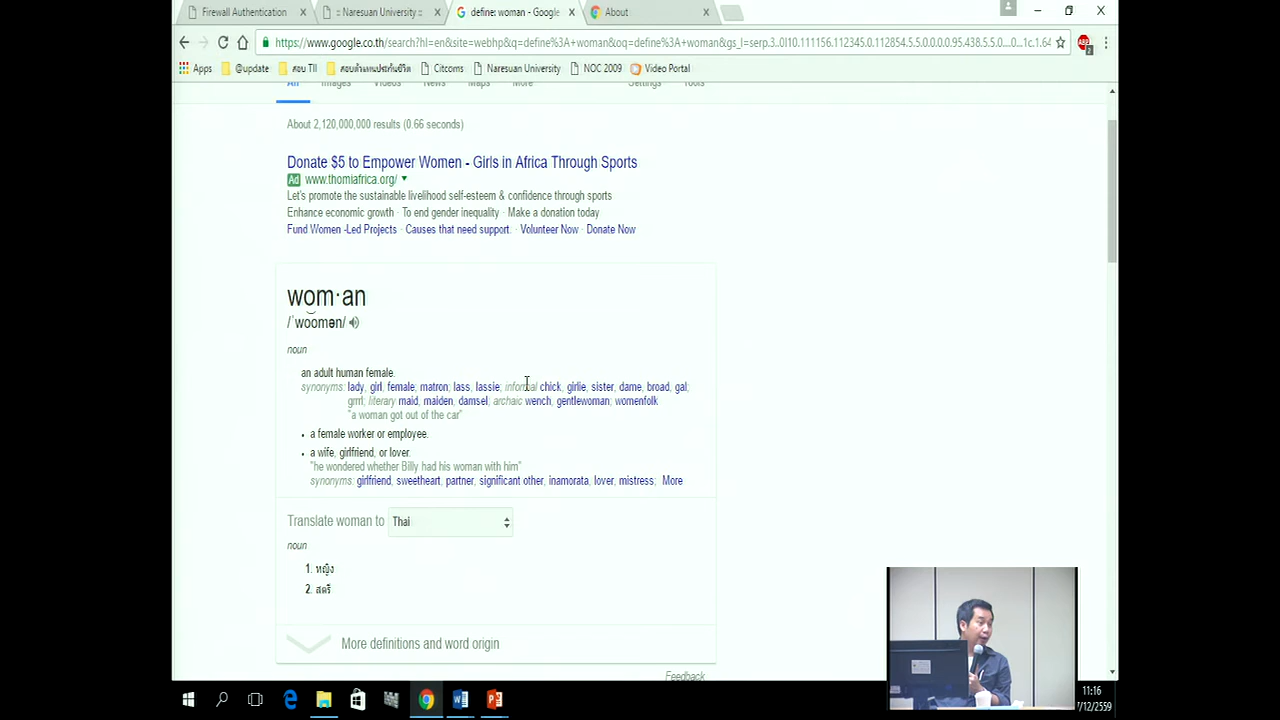 Firewall Authentication
:: Naresuan University ::
define: woman - Google
About
https://www.google.co.th/search?hl=en&site=webhp&q=define%3A+woman&oq=define%3A+woman&gs_l=serp.3..0l10.111156.112345.0.112854.5.5.0.0.0.0.95.438.5.5.0....0...1c.1.64
Apps
@update
สอบ TII
Citcoms
Naresuan University
NOC 2009
Video Portal
All Images Videos News Maps More Settings Tools
About 2,120,000,000 results (0.66 seconds)
Donate $5 to Empower Women - Girls in Africa Through Sports
Ad www.thomiafrica.org/
Let's promote the sustainable livelihood self-esteem & confidence through sports
Enhance economic growth · To end gender inequality · Make a donation today
Fund Women -Led Projects · Causes that need support. · Volunteer Now · Donate Now
wom·an
/ˈwo͝omən/
noun
an adult human female.
synonyms: lady, girl, female; matron; lass, lassie; informal chick, girlie, sister, dame, broad, gal;
grrrl; literary maid, maiden, damsel; archaic wench, gentlewoman; womenfolk
"a woman got out of the car"
• a female worker or employee.
• a wife, girlfriend, or lover.
"he wondered whether Billy had his woman with him"
synonyms: girlfriend, sweetheart, partner, significant other, inamorata, lover, mistress; More
Translate woman to Thai
noun
1. หญิง
2. สตรี
More definitions and word origin
Feedback
11:16
7/12/2559